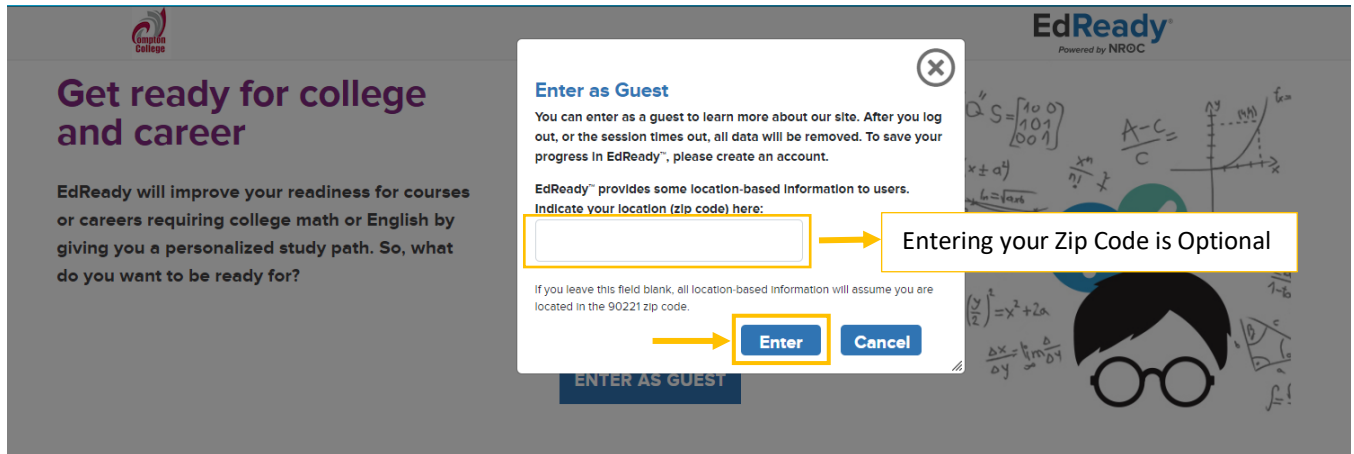 Compton
College
EdReady
Powered by NROC
Get ready for college
and career
EdReady will improve your readiness for courses
or careers requiring college math or English by
giving you a personalized study path. So, what
do you want to be ready for?
Enter as Guest
You can enter as a guest to learn more about our site. After you log
out, or the session times out, all data will be removed. To save your
progress in EdReady™, please create an account.
EdReady™ provides some location-based information to users.
Indicate your location (zip code) here:
Entering your Zip Code is Optional
If you leave this field blank, all location-based information will assume you are
located in the 90221 zip code.
Enter
Cancel
ENTER AS GUEST